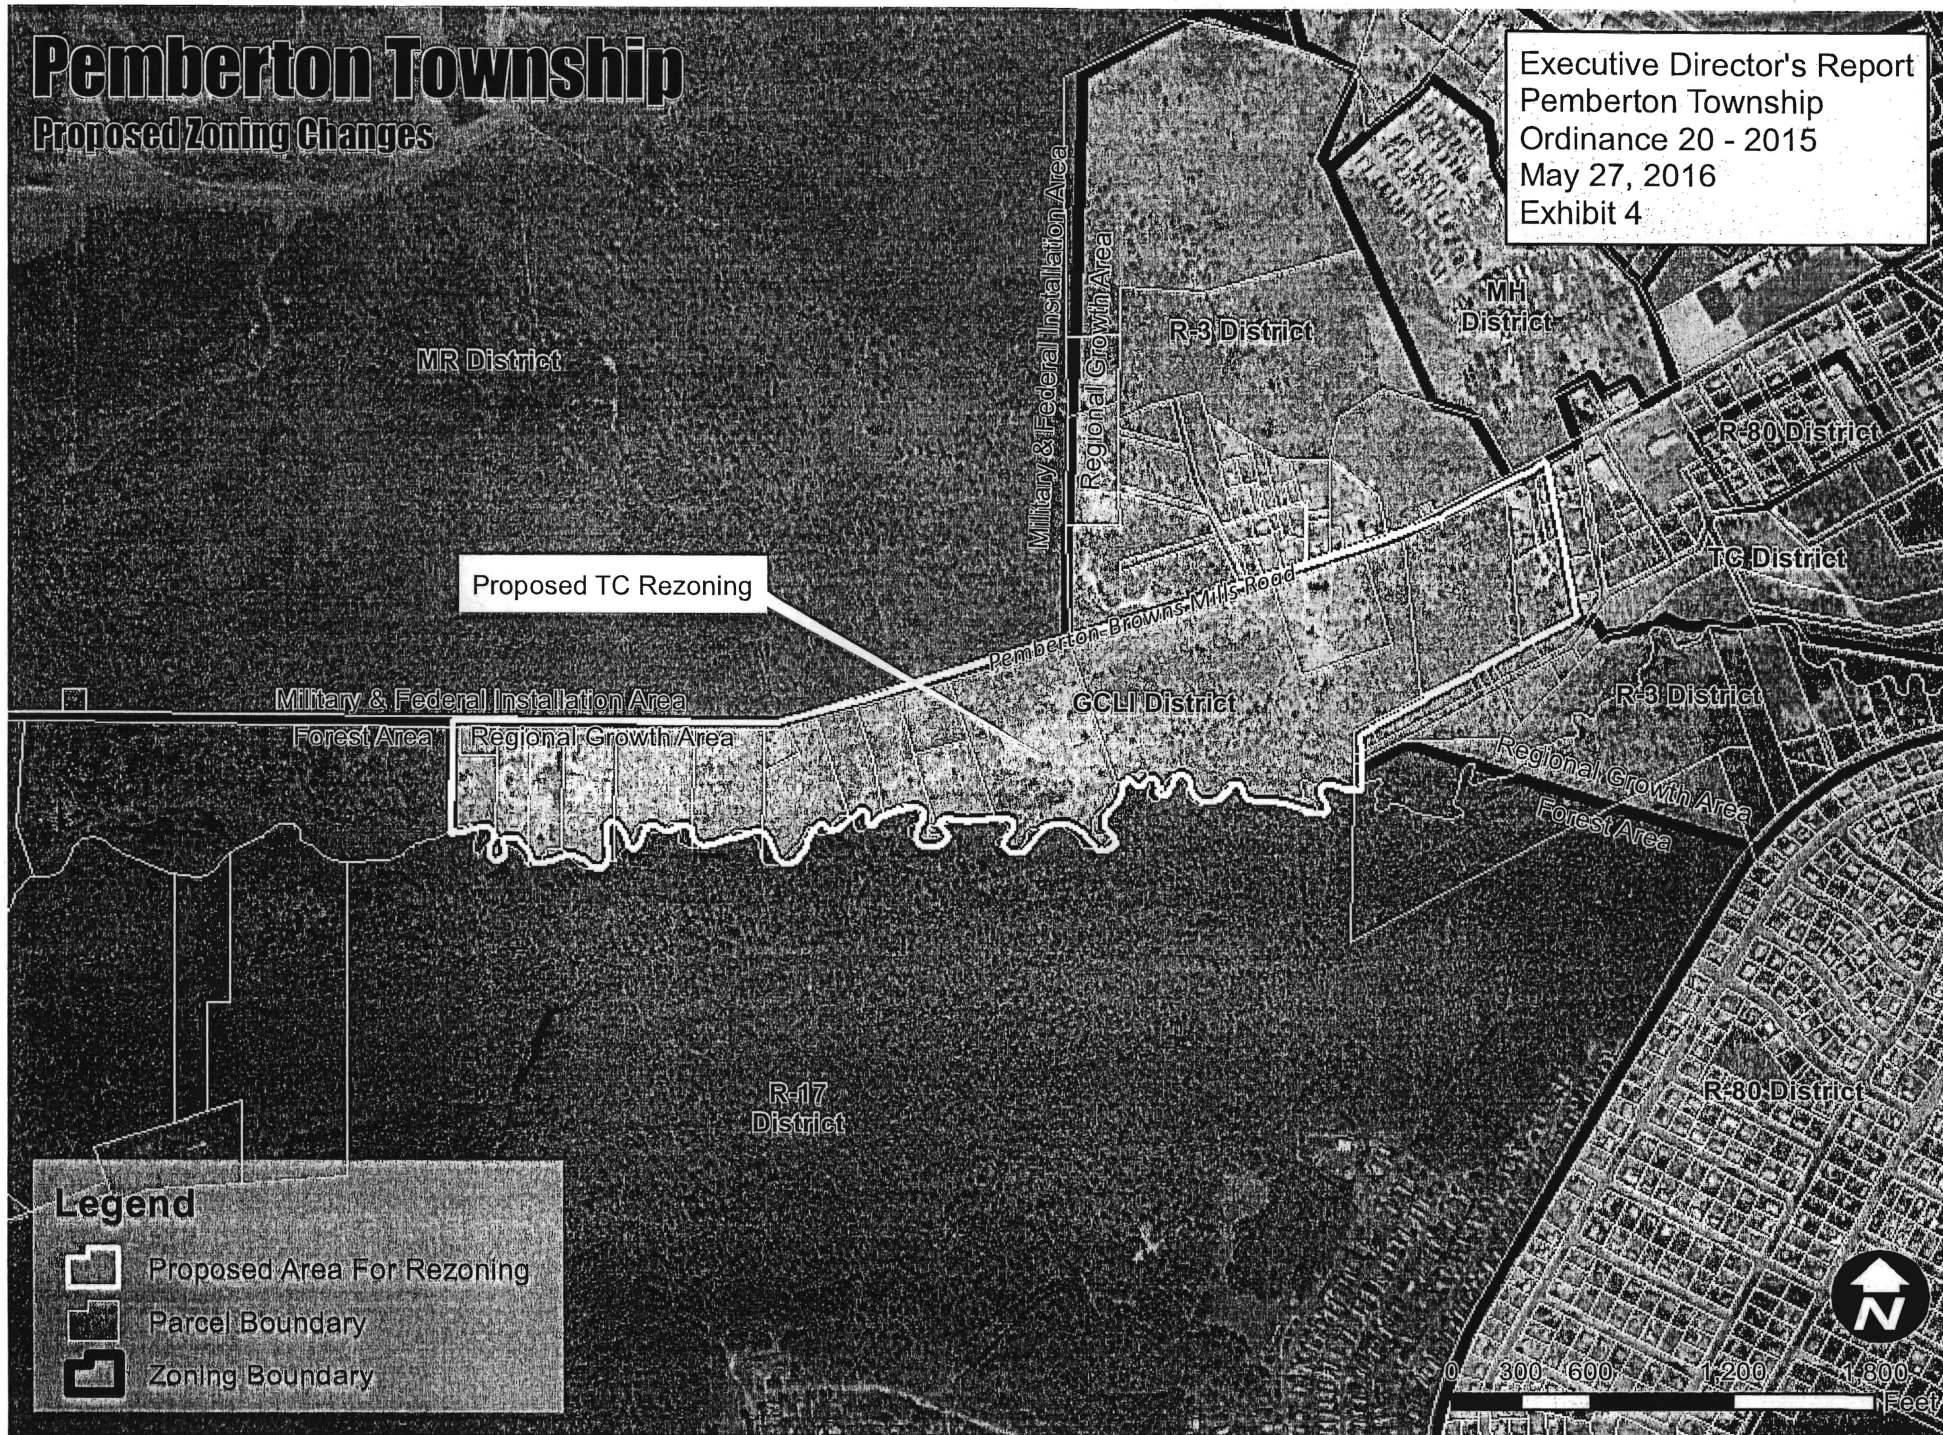 Pemberton Township
Proposed Zoning Changes
Executive Director's Report
Pemberton Township
Ordinance 20 - 2015
May 27, 2016
Exhibit 4
Military & Federal Installation Area
Regional Growth Area
R-3 District
MH
District
MR District
R-80 District
TC District
Proposed TC Rezoning
Pemberton-Browns Mills Road
Military & Federal Installation Area
Forest Area
Regional Growth Area
GCLI District
R-3 District
Regional Growth Area
Forest Area
R-17
District
R-80 District
Legend
Proposed Area For Rezoning
Parcel Boundary
Zoning Boundary
N
0 300 600 1,200 1,800
Feet